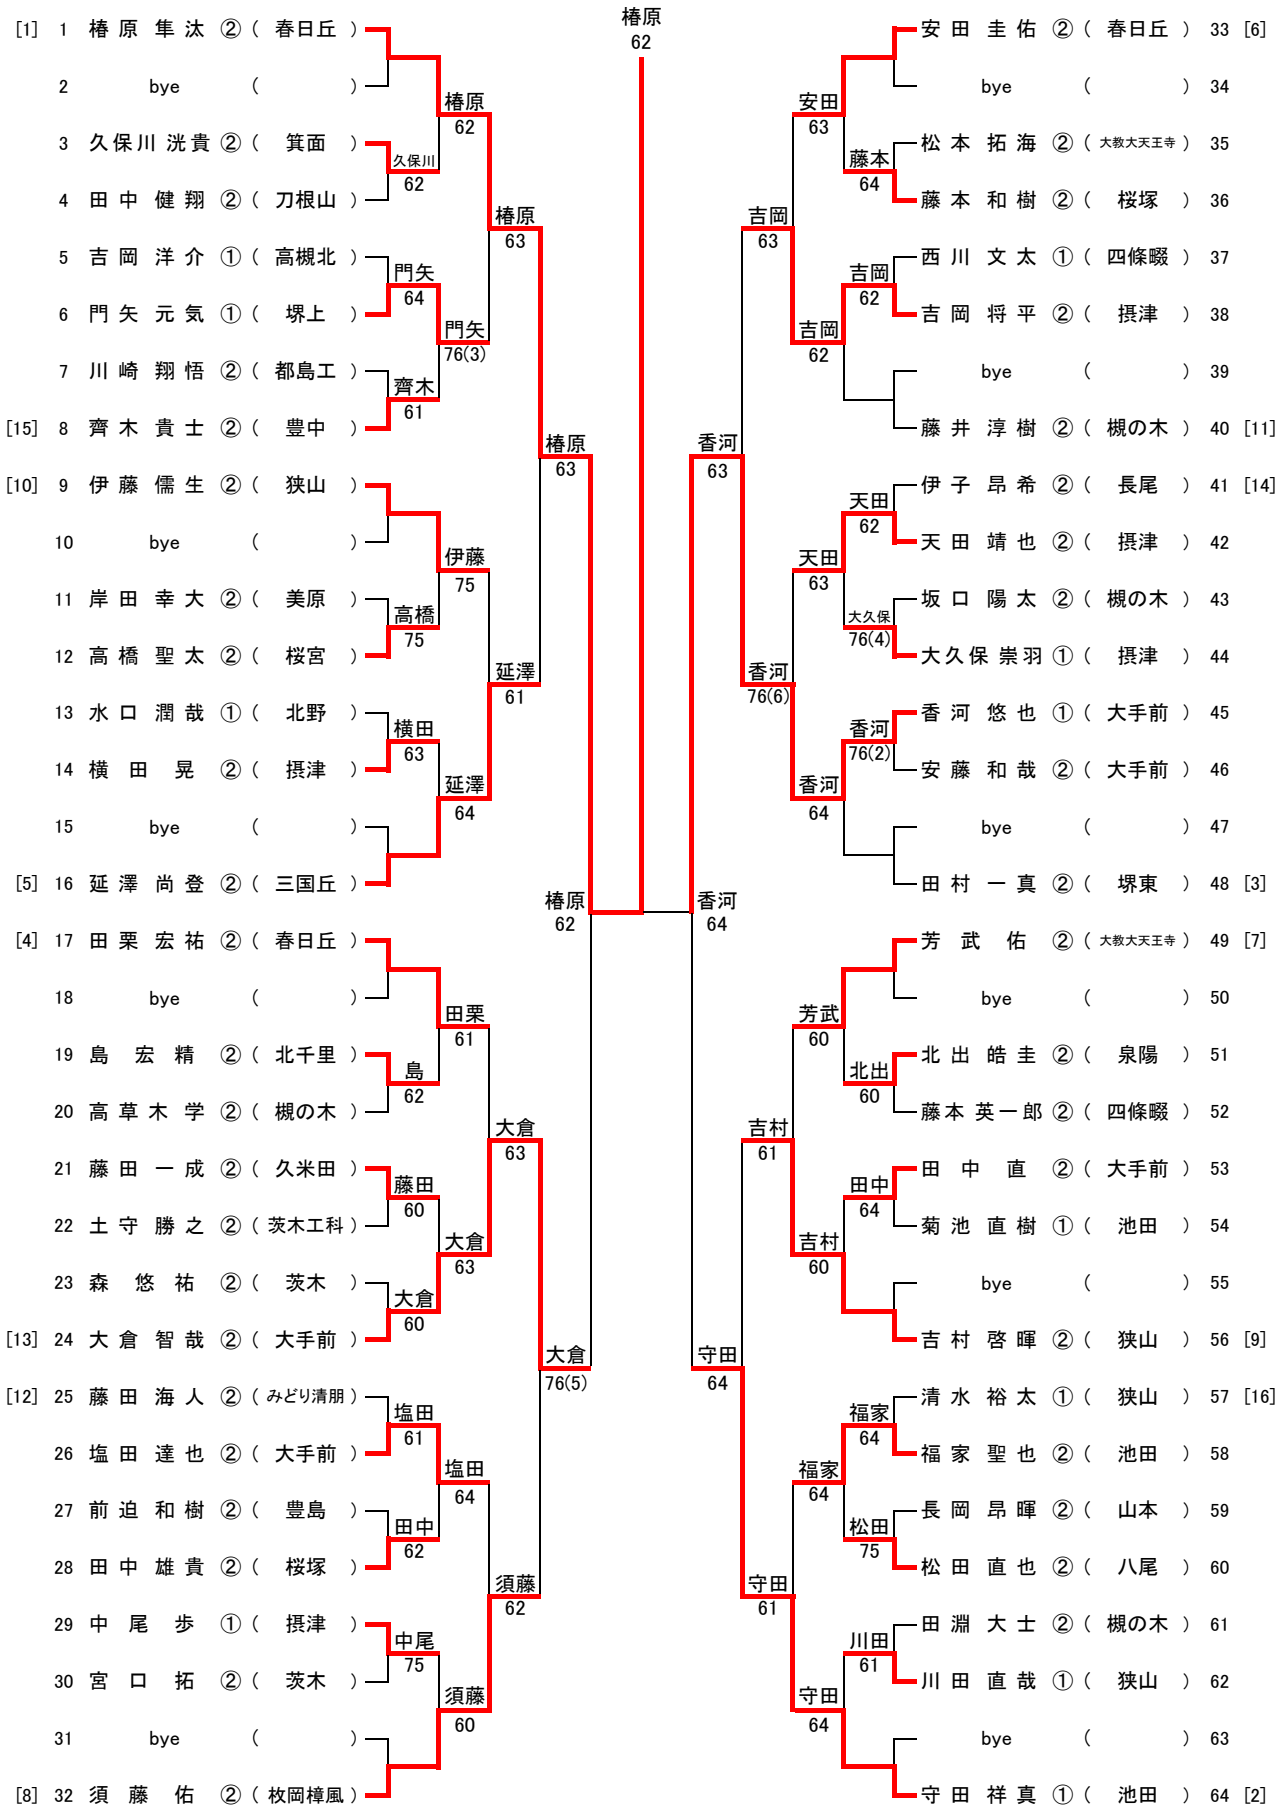 椿原
62
[1] 1 椿原 隼汰 ② ( 春日丘 )
2 bye ( )
椿原
62
3 久保川 洸貴 ② ( 箕面 )
久保川
62
4 田中 健翔 ② ( 刀根山 )
椿原
63
5 吉岡 洋介 ① ( 高槻北 )
門矢
64
6 門矢 元気 ① ( 堺上 )
門矢
76(3)
7 川崎 翔悟 ② ( 都島工 )
齊木
61
[15] 8 齊木 貴士 ② ( 豊中 )
椿原
63
[10] 9 伊藤 儒生 ② ( 狭山 )
10 bye ( )
伊藤
75
11 岸田 幸大 ② ( 美原 )
高橋
75
12 高橋 聖太 ② ( 桜宮 )
延澤
61
13 水口 潤哉 ① ( 北野 )
横田
63
14 横田 晃 ② ( 摂津 )
延澤
64
15 bye ( )
[5] 16 延澤 尚登 ② ( 三国丘 )
椿原
62
[4] 17 田栗 宏祐 ② ( 春日丘 )
18 bye ( )
田栗
61
19 島 宏精 ② ( 北千里 )
島
62
20 高草木 学 ② ( 槻の木 )
大倉
63
21 藤田 一成 ② ( 久米田 )
藤田
60
22 土守 勝之 ② ( 茨木工科 )
大倉
63
23 森 悠祐 ② ( 茨木 )
大倉
60
[13] 24 大倉 智哉 ② ( 大手前 )
大倉
76(5)
[12] 25 藤田 海人 ② ( みどり清朋 )
塩田
61
26 塩田 達也 ② ( 大手前 )
塩田
64
27 前迫 和樹 ② ( 豊島 )
田中
62
28 田中 雄貴 ② ( 桜塚 )
須藤
62
29 中尾 歩 ① ( 摂津 )
中尾
75
30 宮口 拓 ② ( 茨木 )
須藤
60
31 bye ( )
[8] 32 須藤 佑 ② ( 枚岡樟風 )
安田 圭佑 ② ( 春日丘 ) 33 [6]
bye ( ) 34
安田
63
松本 拓海 ② ( 大教大天王寺 ) 35
藤本
64
藤本 和樹 ② ( 桜塚 ) 36
吉岡
63
西川 文太 ① ( 四條畷 ) 37
吉岡
62
吉岡 将平 ② ( 摂津 ) 38
吉岡
62
bye ( ) 39
藤井 淳樹 ② ( 槻の木 ) 40 [11]
香河
63
伊子 昂希 ② ( 長尾 ) 41 [14]
天田
62
天田 靖也 ② ( 摂津 ) 42
天田
63
坂口 陽太 ② ( 槻の木 ) 43
大久保
76(4)
大久保 崇羽 ① ( 摂津 ) 44
香河
76(6)
香河 悠也 ① ( 大手前 ) 45
香河
76(2)
安藤 和哉 ② ( 大手前 ) 46
香河
64
bye ( ) 47
田村 一真 ② ( 堺東 ) 48 [3]
香河
64
芳武 佑 ② ( 大教大天王寺 ) 49 [7]
bye ( ) 50
芳武
60
北出 皓圭 ② ( 泉陽 ) 51
北出
60
藤本 英一郎 ② ( 四條畷 ) 52
吉村
61
田中 直 ② ( 大手前 ) 53
田中
64
菊池 直樹 ① ( 池田 ) 54
吉村
60
bye ( ) 55
吉村 啓暉 ② ( 狭山 ) 56 [9]
守田
64
清水 裕太 ① ( 狭山 ) 57 [16]
福家
64
福家 聖也 ② ( 池田 ) 58
福家
64
長岡 昂暉 ② ( 山本 ) 59
松田
75
松田 直也 ② ( 八尾 ) 60
守田
61
田淵 大士 ② ( 槻の木 ) 61
川田
61
川田 直哉 ① ( 狭山 ) 62
守田
64
bye ( ) 63
守田 祥真 ① ( 池田 ) 64 [2]